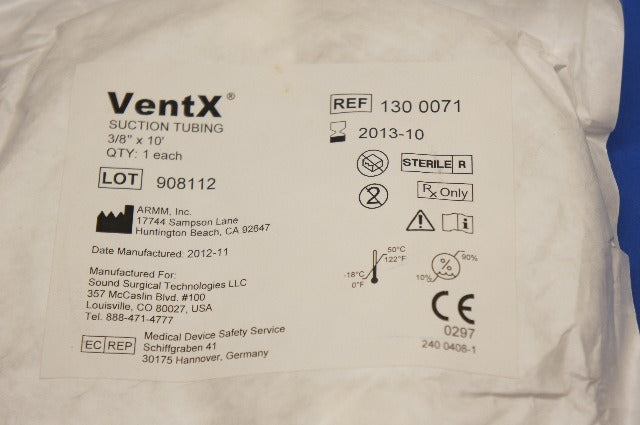 VentX®
SUCTION TUBING
3/8" x 10'
QTY: 1 each
LOT 908112
ARMM, Inc.
17744 Sampson Lane
Huntington Beach, CA 92647
Date Manufactured: 2012-11
Manufactured For:
Sound Surgical Technologies LLC
357 McCaslin Blvd. #100
Louisville, CO 80027, USA
Tel. 888-471-4777
EC REP
Medical Device Safety Service
Schiffgraben 41
30175 Hannover, Germany
REF 130 0071
2013-10
STERILE R
2
Rx Only
! i
50°C
122°F
-18°C
0°F
90%
%
10%
CE
0297
240 0408-1